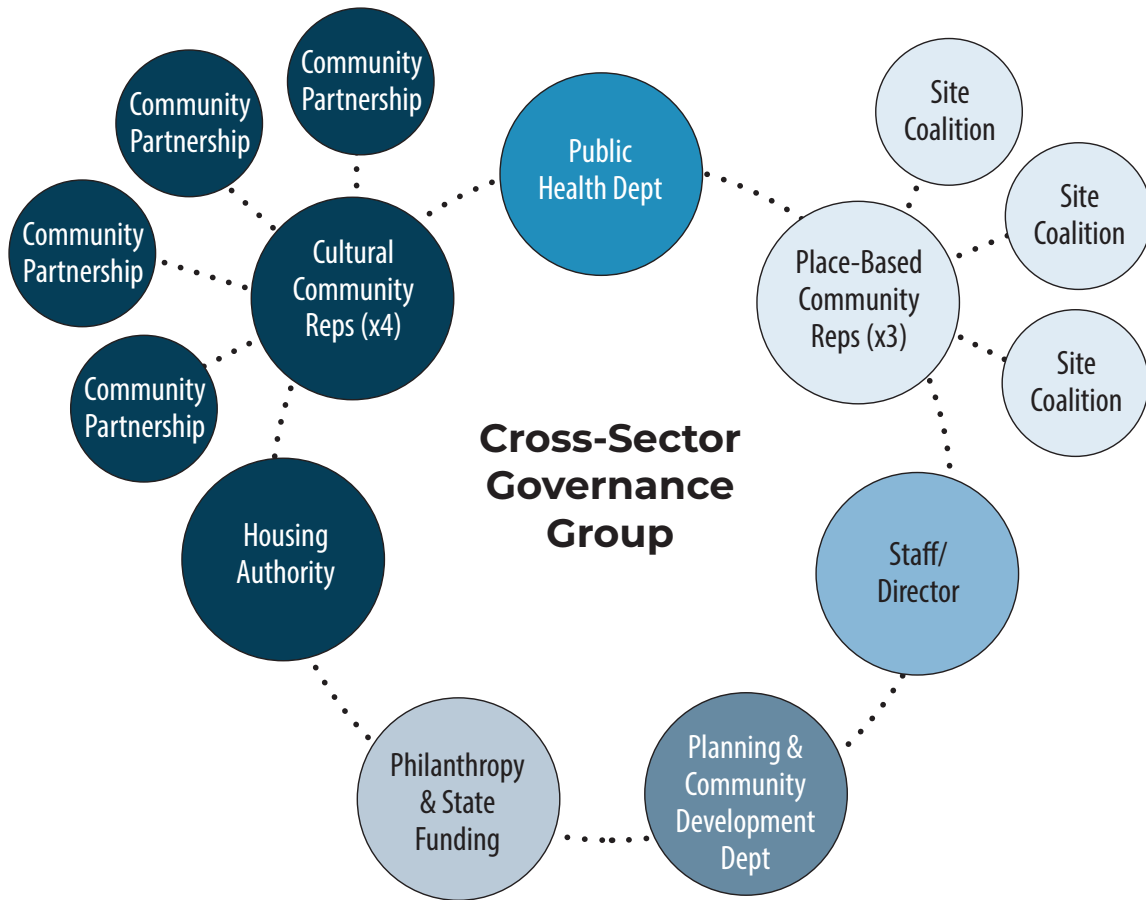 Community
Partnership
Community
Partnership
Community
Partnership
Community
Partnership
Cultural
Community
Reps (x4)
Public
Health Dept
Place-Based
Community
Reps (x3)
Site
Coalition
Site
Coalition
Site
Coalition
Cross-Sector
Governance
Group
Housing
Authority
Staff/
Director
Philanthropy
& State
Funding
Planning &
Community
Development
Dept